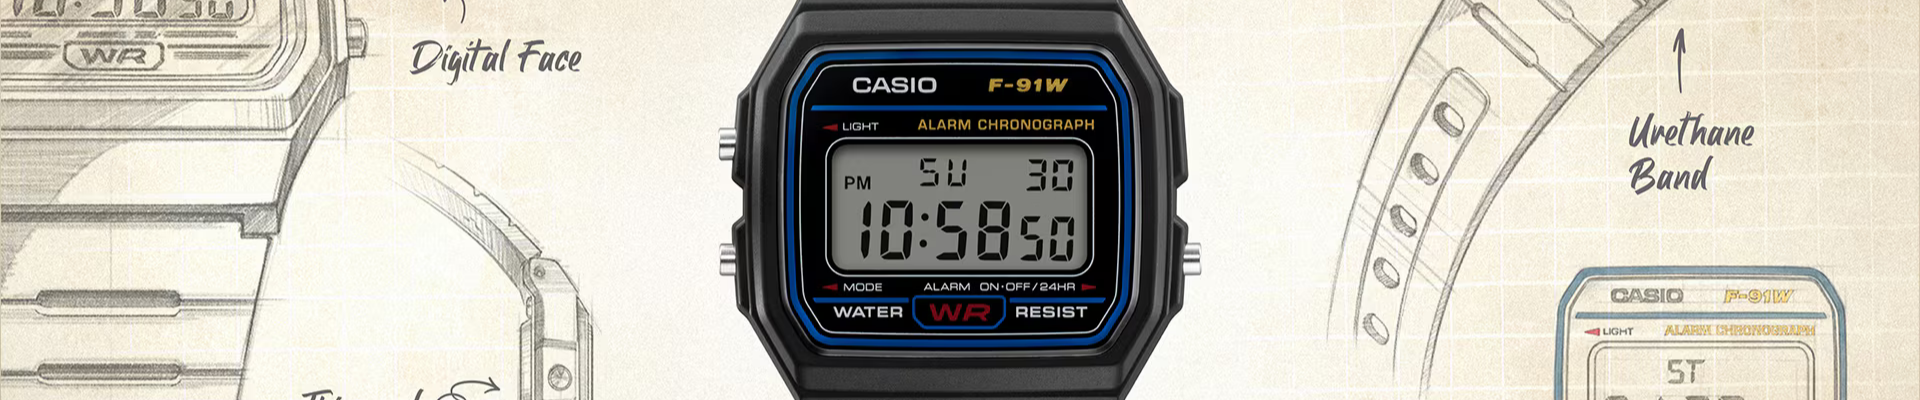 WR
Digital Face
CASIO F-91W
LIGHT ALARM CHRONOGRAPH
PM SU 30
10:58 50
MODE ALARM ON·OFF/24HR
WATER WR RESIST
Urethane
Band
CASIO F-91W
LIGHT ALARM CHRONOGRAPH
ST